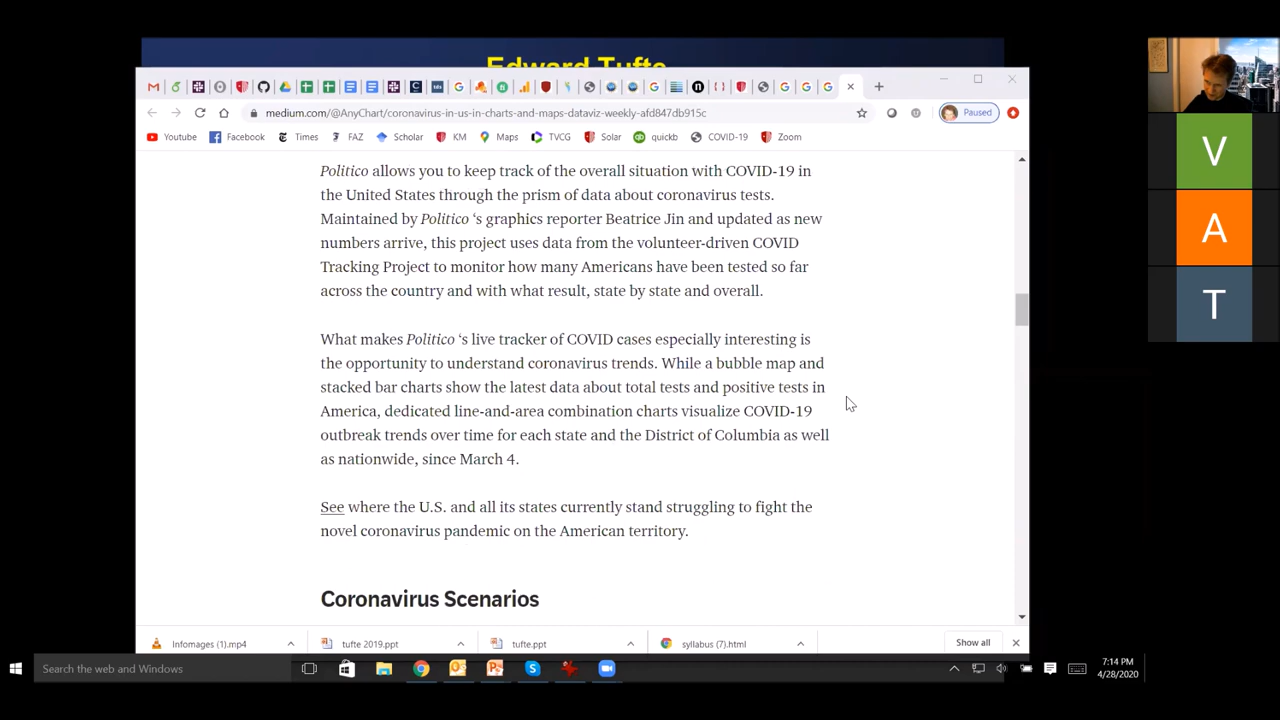 Edward Tufte
medium.com/@AnyChart/coronavirus-in-us-in-charts-and-maps-dataviz-weekly-afd847db915c
Paused
Youtube Facebook Times FAZ Scholar KM Maps TVCG Solar quickb COVID-19 Zoom
Politico allows you to keep track of the overall situation with COVID-19 in
the United States through the prism of data about coronavirus tests.
Maintained by Politico ‘s graphics reporter Beatrice Jin and updated as new
numbers arrive, this project uses data from the volunteer-driven COVID
Tracking Project to monitor how many Americans have been tested so far
across the country and with what result, state by state and overall.
What makes Politico ‘s live tracker of COVID cases especially interesting is
the opportunity to understand coronavirus trends. While a bubble map and
stacked bar charts show the latest data about total tests and positive tests in
America, dedicated line-and-area combination charts visualize COVID-19
outbreak trends over time for each state and the District of Columbia as well
as nationwide, since March 4.
See where the U.S. and all its states currently stand struggling to fight the
novel coronavirus pandemic on the American territory.
Coronavirus Scenarios
Infomages (1).mp4 tufte 2019.ppt tufte.ppt syllabus (7).html Show all
Search the web and Windows
7:14 PM
4/28/2020
V
A
T